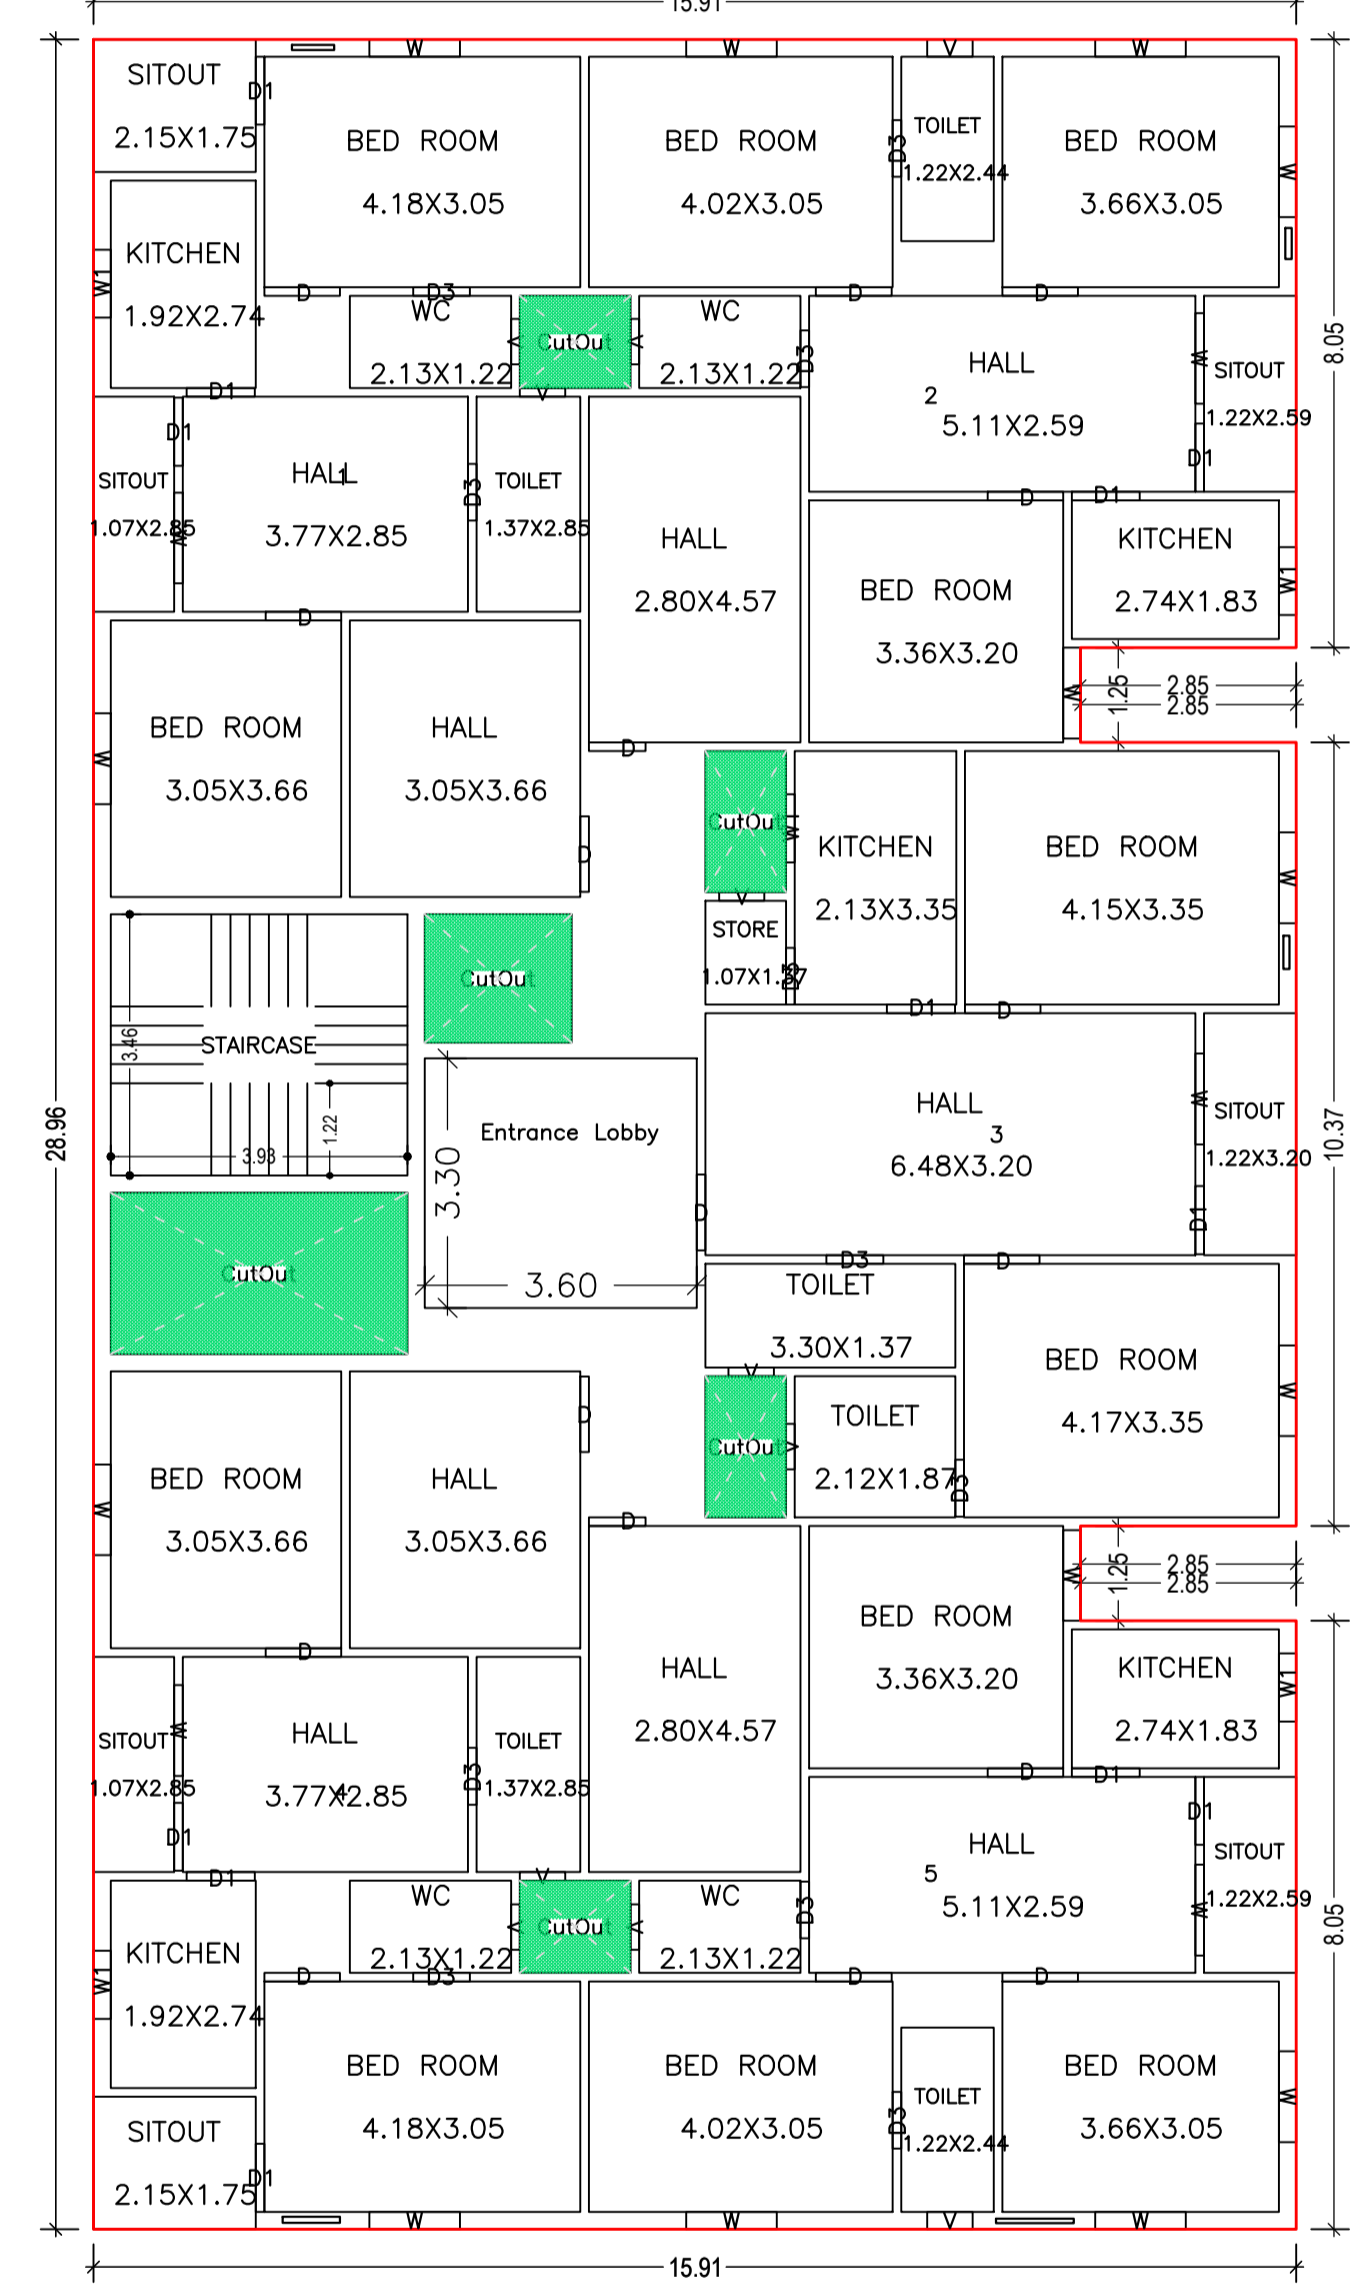 15.91
W
W
V
W
SITOUT
2.15X1.75
D1
BED ROOM
4.18X3.05
BED ROOM
4.02X3.05
D3
TOILET
1.22X2.44
BED ROOM
3.66X3.05
W
KITCHEN
1.92X2.74
W1
D
D3
D
D
WC
2.13X1.22
V
CutOut
V
WC
2.13X1.22
D3
HALL
2
5.11X2.59
W
SITOUT
1.22X2.59
D1
8.05
D1
V
D1
SITOUT
1.07X2.85
W
HALL
1
3.77X2.85
D3
TOILET
1.37X2.85
HALL
2.80X4.57
D
D1
BED ROOM
3.36X3.20
KITCHEN
2.74X1.83
W1
D
W
1.25
2.85
2.85
BED ROOM
3.05X3.66
W
HALL
3.05X3.66
D
D
CutOut
W1
KITCHEN
2.13X3.35
BED ROOM
4.15X3.35
W
V
STORE
1.07X1.37
D3
CutOut
D1
D
STAIRCASE
3.46
1.22
3.93
Entrance Lobby
3.30
3.60
D
HALL
3
6.48X3.20
W
SITOUT
1.22X3.20
D1
28.96
10.37
CutOut
D3
D
TOILET
3.30X1.37
V
BED ROOM
4.17X3.35
W
CutOut
V
TOILET
2.12X1.87
D3
BED ROOM
3.05X3.66
W
HALL
3.05X3.66
D
D
W
1.25
2.85
2.85
BED ROOM
3.36X3.20
HALL
2.80X4.57
KITCHEN
2.74X1.83
W1
D
SITOUT
1.07X2.85
W
D1
HALL
3.77X2.85
4
D3
TOILET
1.37X2.85
D
D1
D1
HALL
5
5.11X2.59
W
SITOUT
1.22X2.59
D1
V
KITCHEN
1.92X2.74
W1
WC
2.13X1.22
V
CutOut
V
WC
2.13X1.22
D3
8.05
D
D3
D
D
BED ROOM
4.18X3.05
BED ROOM
4.02X3.05
D3
TOILET
1.22X2.44
BED ROOM
3.66X3.05
W
SITOUT
2.15X1.75
D1
W
W
V
W
15.91